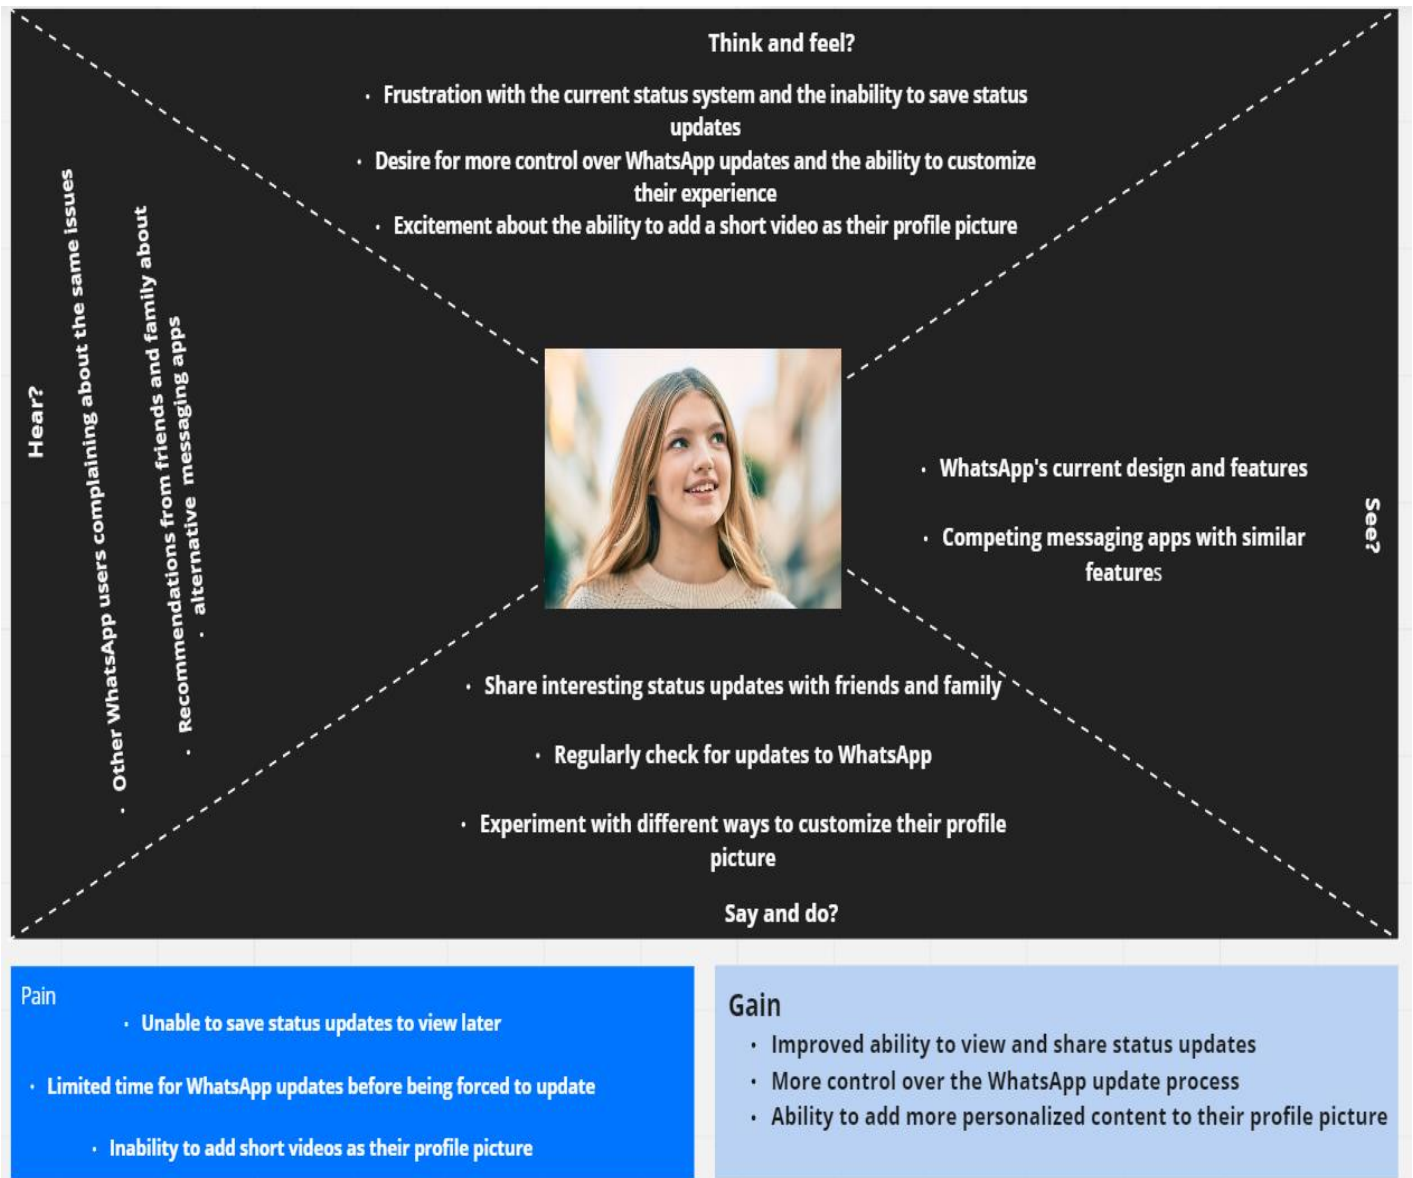 Think and feel?
• Frustration with the current status system and the inability to save status
updates
• Desire for more control over WhatsApp updates and the ability to customize
their experience
• Excitement about the ability to add a short video as their profile picture
Hear?
• Other WhatsApp users complaining about the same issues
• Recommendations from friends and family about
• alternative messaging apps
• WhatsApp's current design and features
• Competing messaging apps with similar
features
See?
• Share interesting status updates with friends and family
• Regularly check for updates to WhatsApp
• Experiment with different ways to customize their profile
picture
Say and do?
Pain
• Unable to save status updates to view later
• Limited time for WhatsApp updates before being forced to update
• Inability to add short videos as their profile picture
Gain
• Improved ability to view and share status updates
• More control over the WhatsApp update process
• Ability to add more personalized content to their profile picture